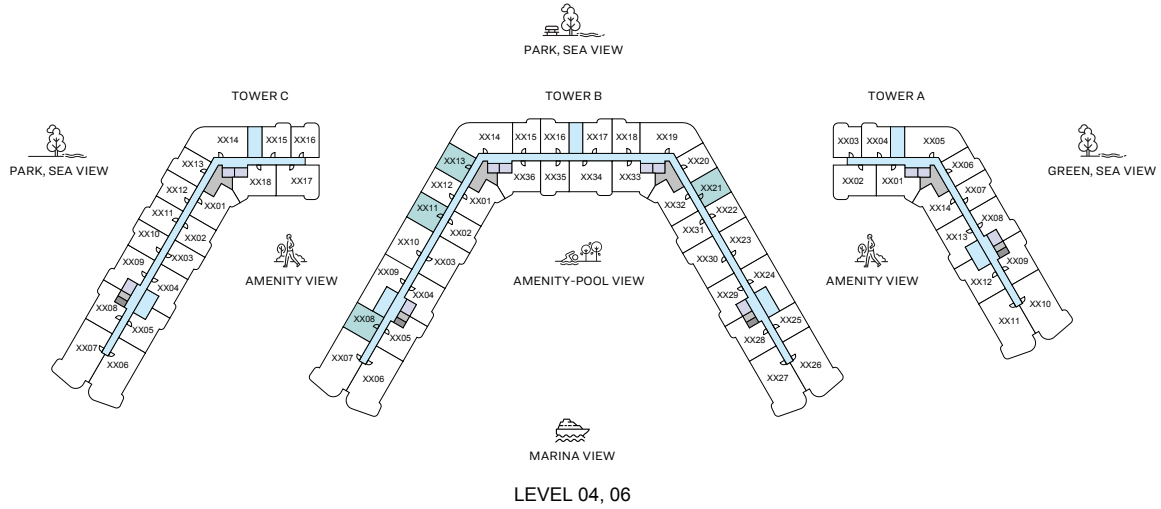 PARK, SEA VIEW
TOWER C
TOWER B
TOWER A
PARK, SEA VIEW
GREEN, SEA VIEW
XX14
XX15
XX16
XX13
XX12
XX11
XX10
XX09
XX08
XX07
XX06
XX05
XX04
XX03
XX02
XX01
XX18
XX17
XX14
XX15
XX16
XX17
XX18
XX19
XX13
XX12
XX11
XX10
XX09
XX08
XX07
XX06
XX05
XX04
XX03
XX02
XX01
XX36
XX35
XX34
XX33
XX32
XX31
XX30
XX29
XX28
XX27
XX26
XX25
XX24
XX23
XX22
XX21
XX20
XX03
XX04
XX05
XX02
XX01
XX06
XX07
XX08
XX09
XX10
XX11
XX12
XX13
XX14
AMENITY VIEW
AMENITY-POOL VIEW
AMENITY VIEW
MARINA VIEW
LEVEL 04, 06